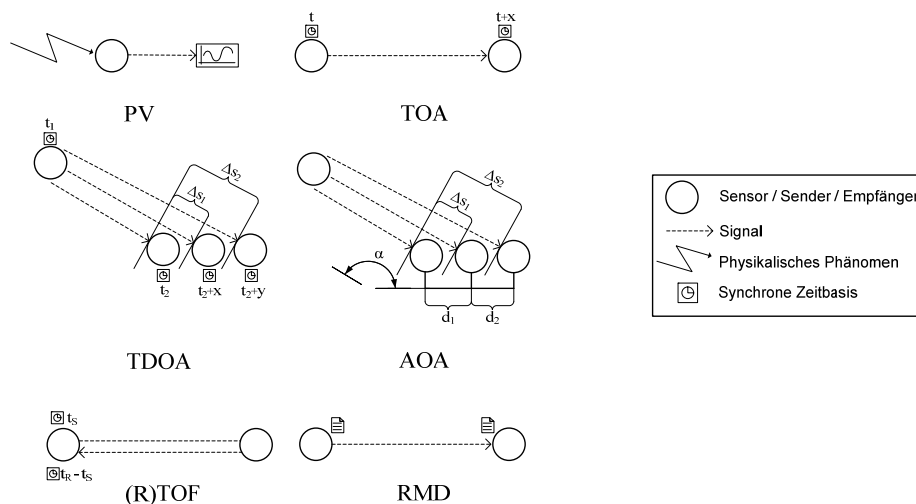 t
t+x
PV
TOA
t1
Δs2
Δs1
t2
t2+x
t2+y
TDOA
Δs2
Δs1
α
d1
d2
AOA
Sensor / Sender / Empfänger
Signal
Physikalisches Phänomen
Synchrone Zeitbasis
tS
tR - tS
(R)TOF
RMD